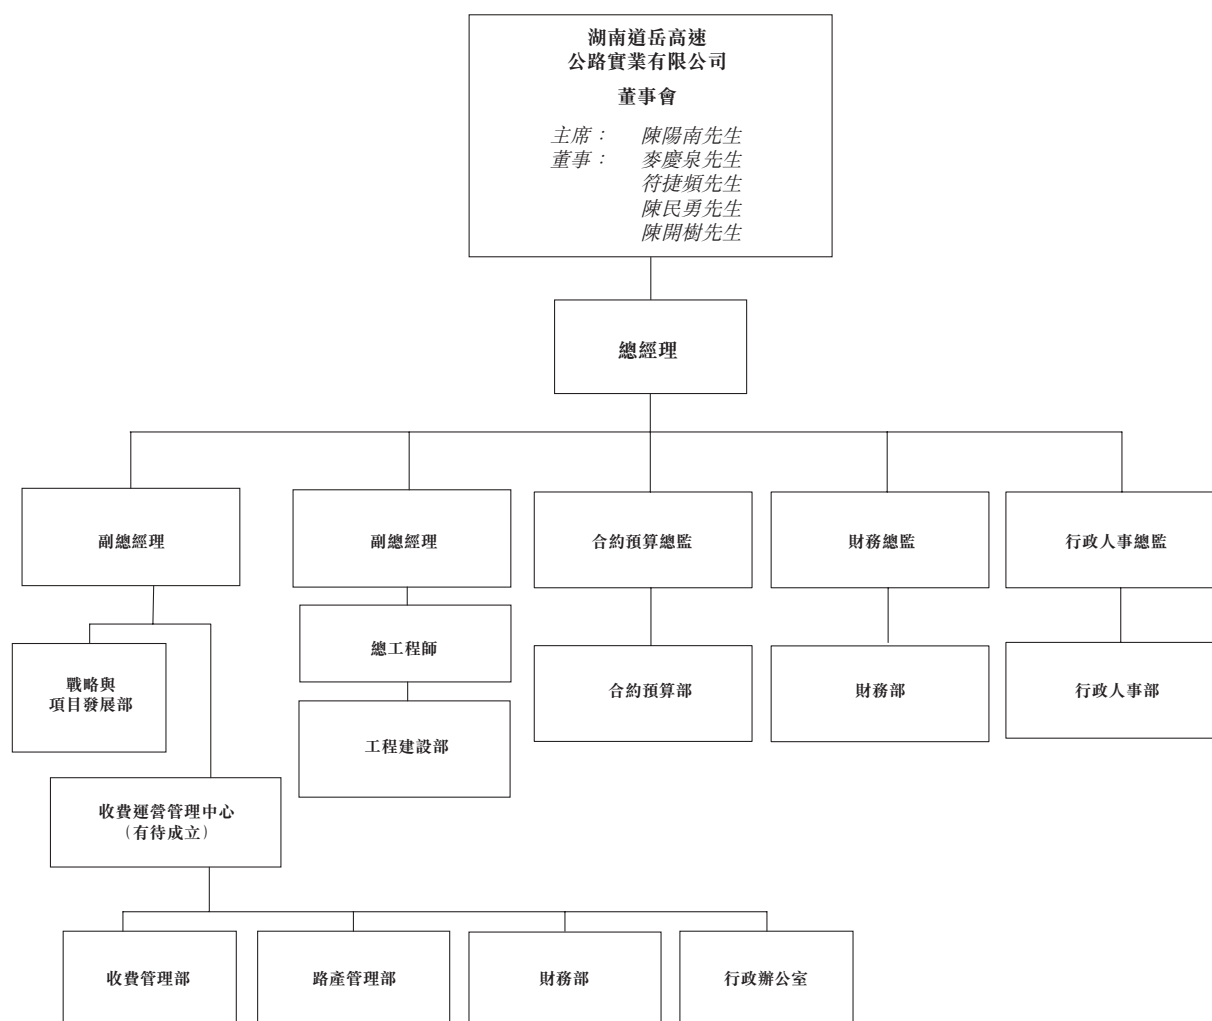 湖南道岳高速
公路實業有限公司
董事會
主席： 陳陽南先生
董事： 麥慶泉先生
符捷頻先生
陳民勇先生
陳開樹先生
總經理
副總經理
副總經理
合約預算總監
財務總監
行政人事總監
總工程師
戰略與
項目發展部
合約預算部
財務部
行政人事部
工程建設部
收費運營管理中心
（有待成立）
收費管理部
路產管理部
財務部
行政辦公室